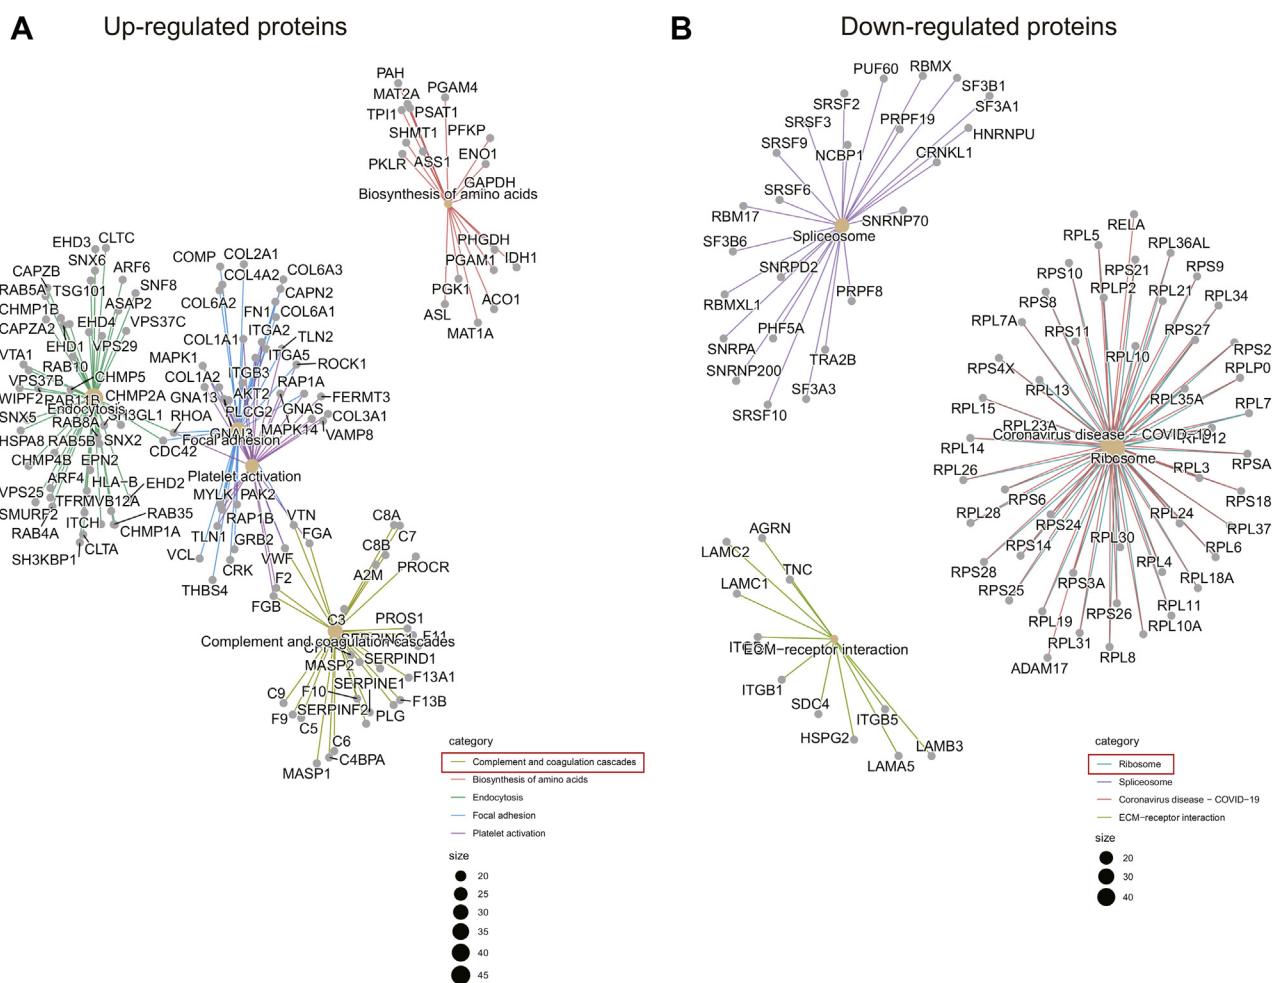 A
Up-regulated proteins
PAH
MAT2A
PGAM4
TPI1
PSAT1
SHMT1
PFKP
PKLR
ASS1
ENO1
GAPDH
Biosynthesis of amino acids
PHGDH
PGAM1
IDH1
PGK1
ACO1
ASL
MAT1A
EHD3
CLTC
SNX6
CAPZB
ARF6
RAB5A
TSG101
SNF8
CHMP1B
ASAP2
CAPZA2
EHD4
VPS37C
EHD1
VPS29
VTA1
RAB10
VPS37B
CHMP5
WIPF2
RAB11B
CHMP2A
Endocytosis
SNX5
RAB8A
SH3GL1
HSPA8
RAB5B
SNX2
CHMP4B
EPN2
ARF4
HLA-B
EHD2
VPS25
TFRC
VB12A
SMURF2
ITCH
RAB35
RAB4A
CHMP1A
CLTA
SH3KBP1
COMP
COL2A1
COL4A2
COL6A3
COL6A2
CAPN2
FN1
COL6A1
ITGA2
COL1A1
TLN2
MAPK1
ITGA5
ITGB3
ROCK1
COL1A2
RAP1A
GNA13
AKT2
FERMT3
RHOA
PLCG2
GNAS
COL3A1
GNAI3
MAPK14
VAMP8
Focal adhesion
CDC42
Platelet activation
MYLK
PAK2
RAP1B
VTN
TLN1
GRB2
FGA
VCL
VWF
CRK
F2
THBS4
FGB
C8A
C7
C8B
A2M
PROCR
C3
PROS1
F11
Complement and coagulation cascades
MASP2
SERPIND1
SERPINE1
F13A1
C9
F10
F13B
SERPINF2
PLG
F9
C5
C6
C4BPA
MASP1
category
Complement and coagulation cascades
Biosynthesis of amino acids
Endocytosis
Focal adhesion
Platelet activation
size
20
25
30
35
40
45
B
Down-regulated proteins
PUF60
RBMX
SF3B1
SRSF2
SF3A1
SRSF3
PRPF19
HNRNPU
SRSF9
NCBP1
CRNKL1
SRSF6
RBM17
SNRNP70
SF3B6
Spliceosome
SNRPD2
RBMXL1
PRPF8
PHF5A
SNRPA
TRA2B
SNRNP200
SF3A3
SRSF10
RELA
RPL5
RPL36AL
RPS10
RPS21
RPS9
RPS8
RPLP2
RPL21
RPL34
RPL7A
RPS11
RPS27
RPS2
RPS4X
RPL10
RPLP0
RPL13
RPL35A
RPL15
RPL7
RPL23A
Coronavirus disease − COVID−19
RPL12
RPL14
Ribosome
RPSA
RPL26
RPL3
RPS6
RPS18
RPL28
RPL24
RPS24
RPL37
RPS14
RPL30
RPL6
RPS28
RPL4
RPL18A
RPS25
RPS3A
RPL11
RPL19
RPS26
RPL10A
RPL31
RPL8
ADAM17
AGRN
LAMC2
TNC
LAMC1
ECM−receptor interaction
ITGB1
SDC4
ITGB5
HSPG2
LAMB3
LAMA5
category
Ribosome
Spliceosome
Coronavirus disease − COVID−19
ECM−receptor interaction
size
20
30
40